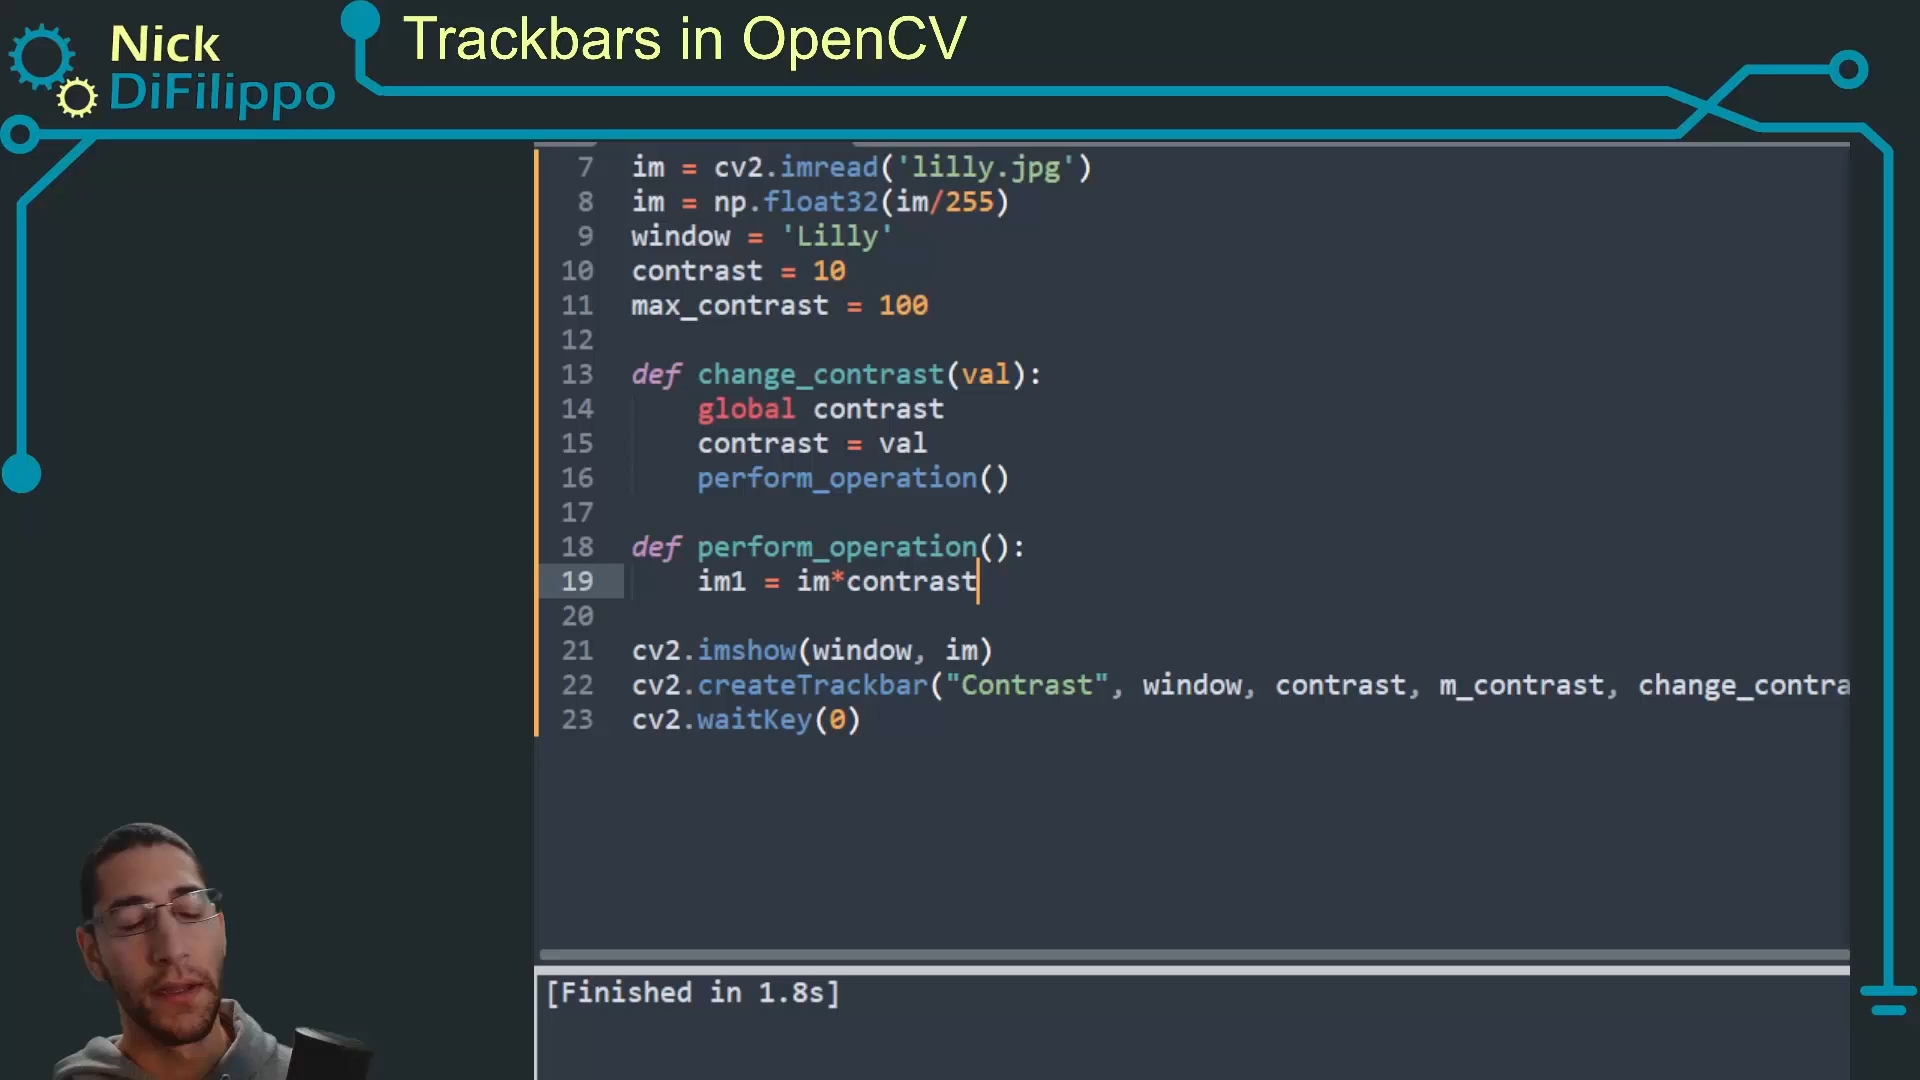 Nick
DiFilippo
Trackbars in OpenCV
7 im = cv2.imread('lilly.jpg')
8 im = np.float32(im/255)
9 window = 'Lilly'
10 contrast = 10
11 max_contrast = 100
12
13 def change_contrast(val):
14 global contrast
15 contrast = val
16 perform_operation()
17
18 def perform_operation():
19 im1 = im*contrast
20
21 cv2.imshow(window, im)
22 cv2.createTrackbar("Contrast", window, contrast, m_contrast, change_contra
23 cv2.waitKey(0)
[Finished in 1.8s]